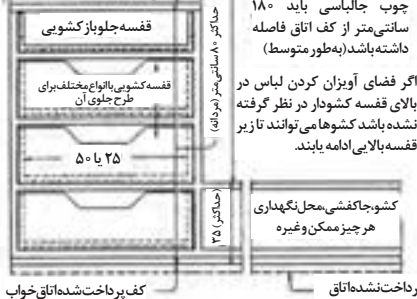 چوب جالباسی باید ۱۸۰
سانتی‌متر از کف اتاق فاصله
داشته باشد (به‌طور متوسط)
اگر فضای آویزان کردن لباس در
بالای قفسه کشودار در نظر گرفته
نشده باشد کشوها می‌توانند تا زیر
قفسه بالایی ادامه یابند.
حداکثر ۸۰ سانتی‌متر (مردانه)
قفسه جلوباز کشویی
قفسه کشویی با انواع مختلف برای
طرح جلوی آن
۲۵ یا ۵۰
(حداکثر) ۳۵
کشو، جاکفشی، محل نگهداری
هر چیز ممکن و غیره
کف پرداخت شده اتاق خواب
رداخت نشده اتاق